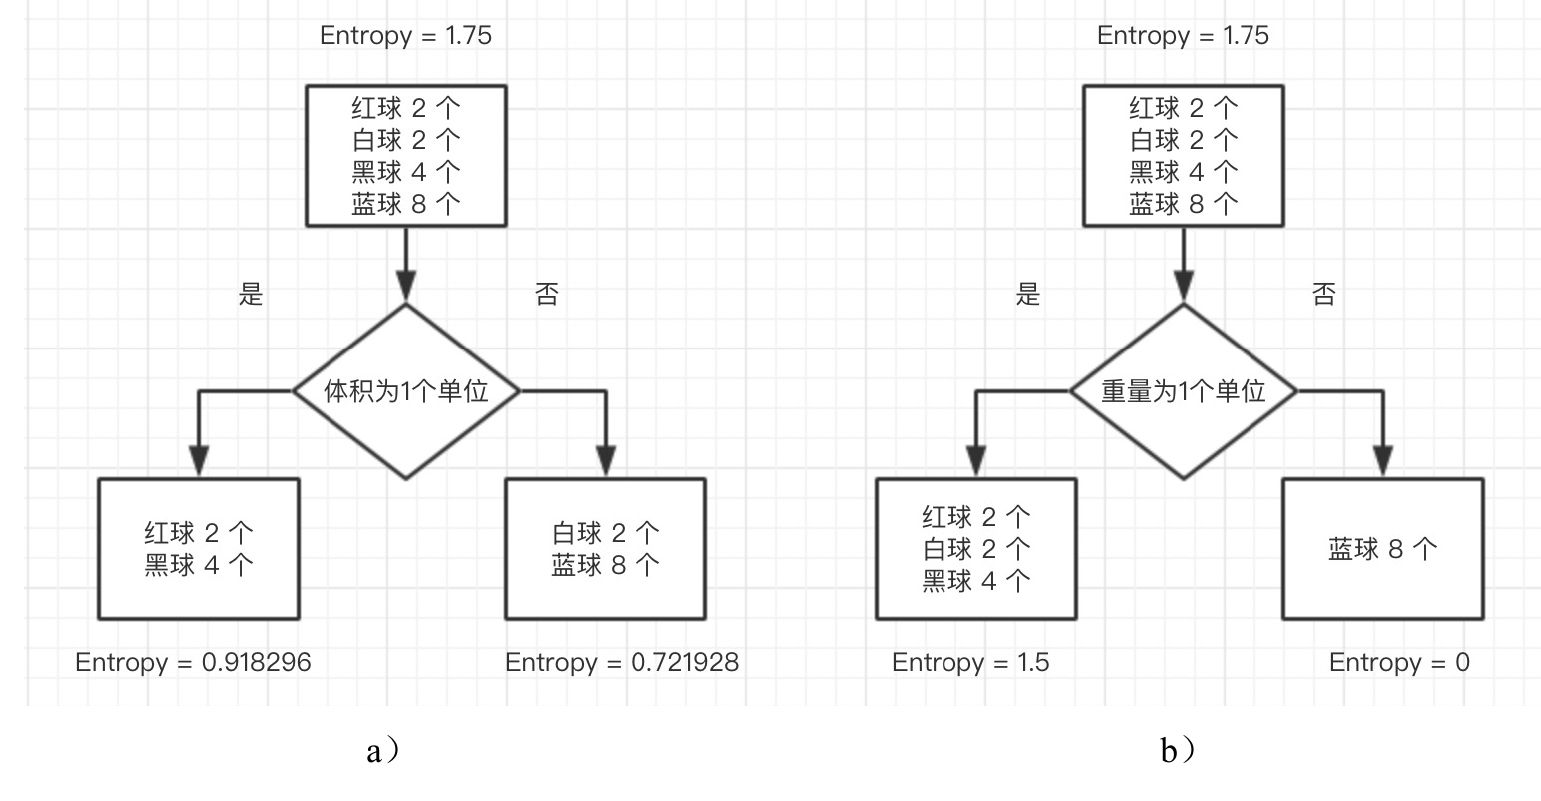 Entropy = 1.75
红球 2 个
白球 2 个
黑球 4 个
蓝球 8 个
是
否
体积为1个单位
红球 2 个
黑球 4 个
白球 2 个
蓝球 8 个
Entropy = 0.918296
Entropy = 0.721928
a）
Entropy = 1.75
红球 2 个
白球 2 个
黑球 4 个
蓝球 8 个
是
否
重量为1个单位
红球 2 个
白球 2 个
黑球 4 个
蓝球 8 个
Entropy = 1.5
Entropy = 0
b）